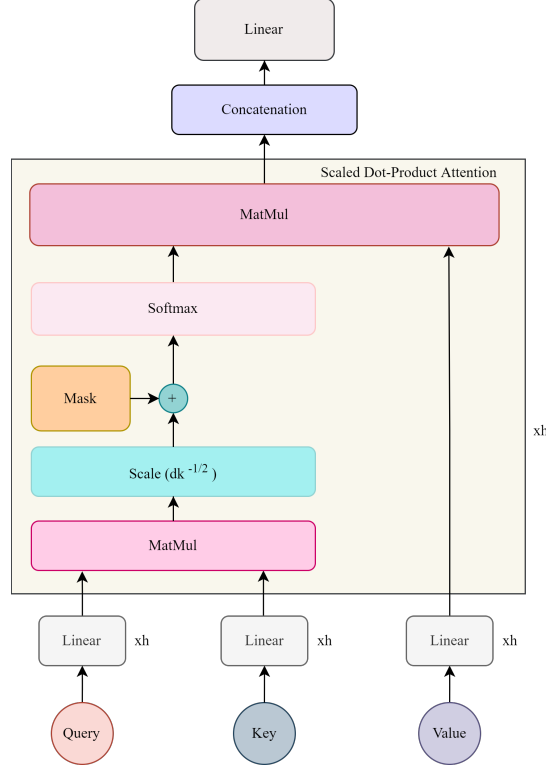 Linear
Concatenation
Scaled Dot-Product Attention
MatMul
Softmax
Mask
+
xh
Scale (dk -1/2 )
MatMul
Linear xh Linear xh Linear xh
Query Key Value